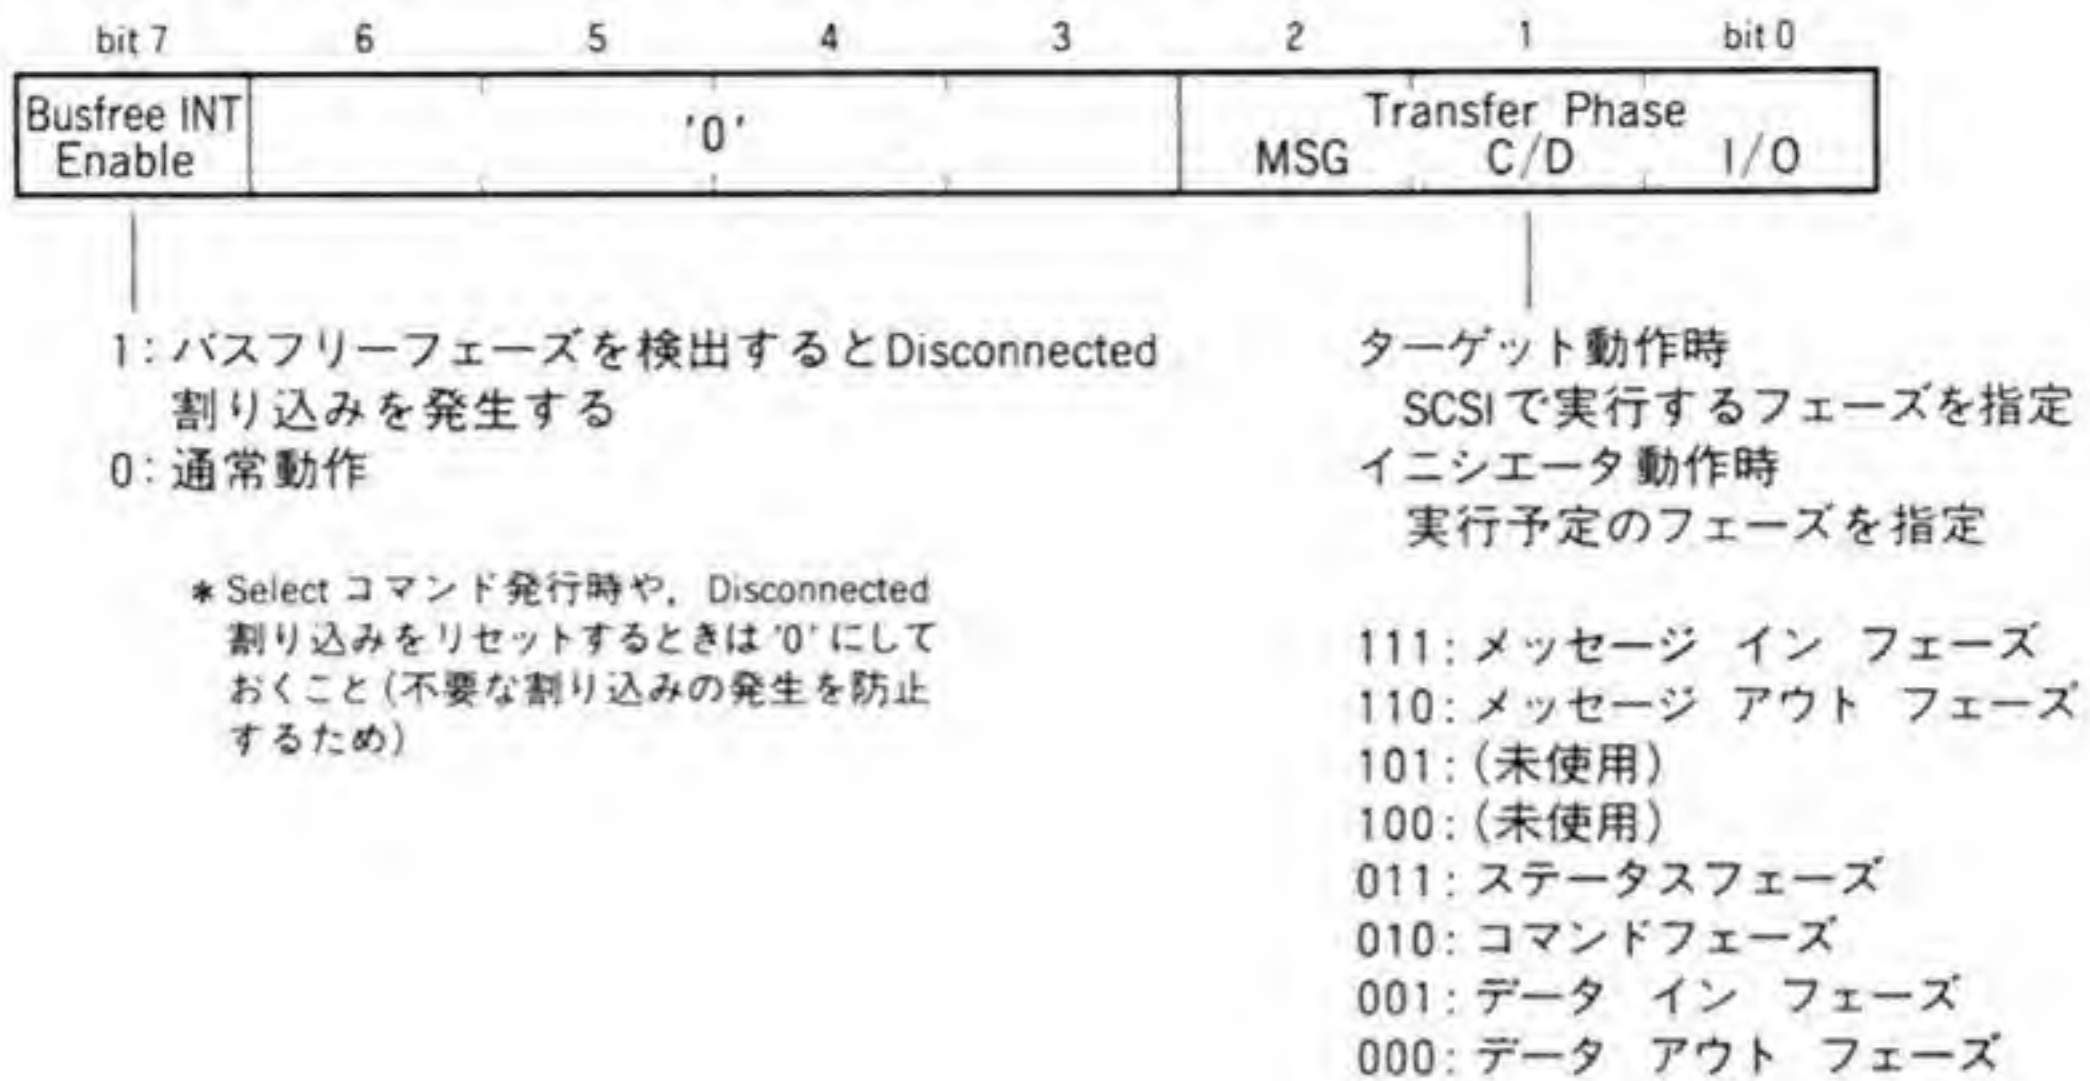 bit 7 6 5 4 3 2 1 bit 0
Busfree INT
Enable
'0'
Transfer Phase
MSG C/D I/O
1:バスフリーフェーズを検出するとDisconnected
割り込みを発生する
0:通常動作
*Select コマンド発行時や,Disconnected
割り込みをリセットするときは'0'にして
おくこと(不要な割り込みの発生を防止
するため)
ターゲット動作時
SCSIで実行するフェーズを指定
イニシエータ動作時
実行予定のフェーズを指定
111:メッセージ イン フェーズ
110:メッセージ アウト フェーズ
101:(未使用)
100:(未使用)
011:ステータスフェーズ
010:コマンドフェーズ
001:データ イン フェーズ
000:データ アウト フェーズ